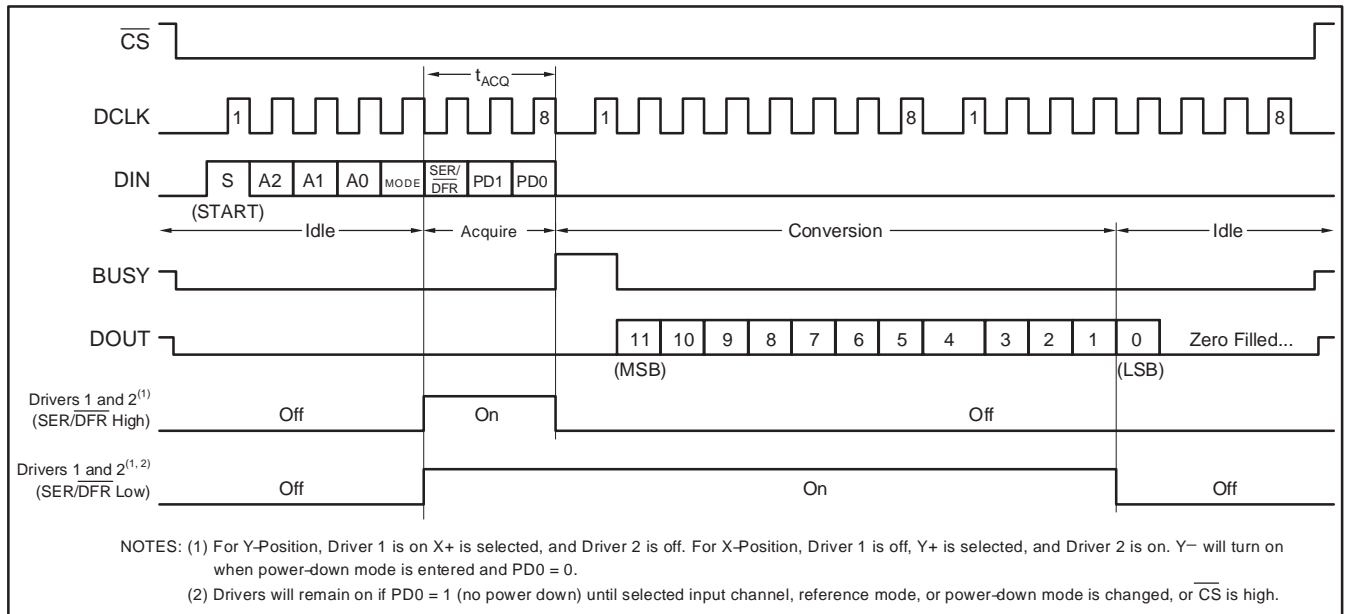 CS
t_ACQ
DCLK 1 8 1 8 1 8
DIN S A2 A1 A0 MODE SER/DFR PD1 PD0
(START)
Idle Acquire Conversion Idle
BUSY
DOUT 11 10 9 8 7 6 5 4 3 2 1 0 Zero Filled...
(MSB) (LSB)
Drivers 1 and 2(1)
(SER/DFR High) Off On Off
Drivers 1 and 2(1, 2)
(SER/DFR Low) Off On Off
NOTES: (1) For Y-Position, Driver 1 is on X+ is selected, and Driver 2 is off. For X-Position, Driver 1 is off, Y+ is selected, and Driver 2 is on. Y− will turn on
when power-down mode is entered and PD0 = 0.
(2) Drivers will remain on if PD0 = 1 (no power down) until selected input channel, reference mode, or power-down mode is changed, or CS is high.